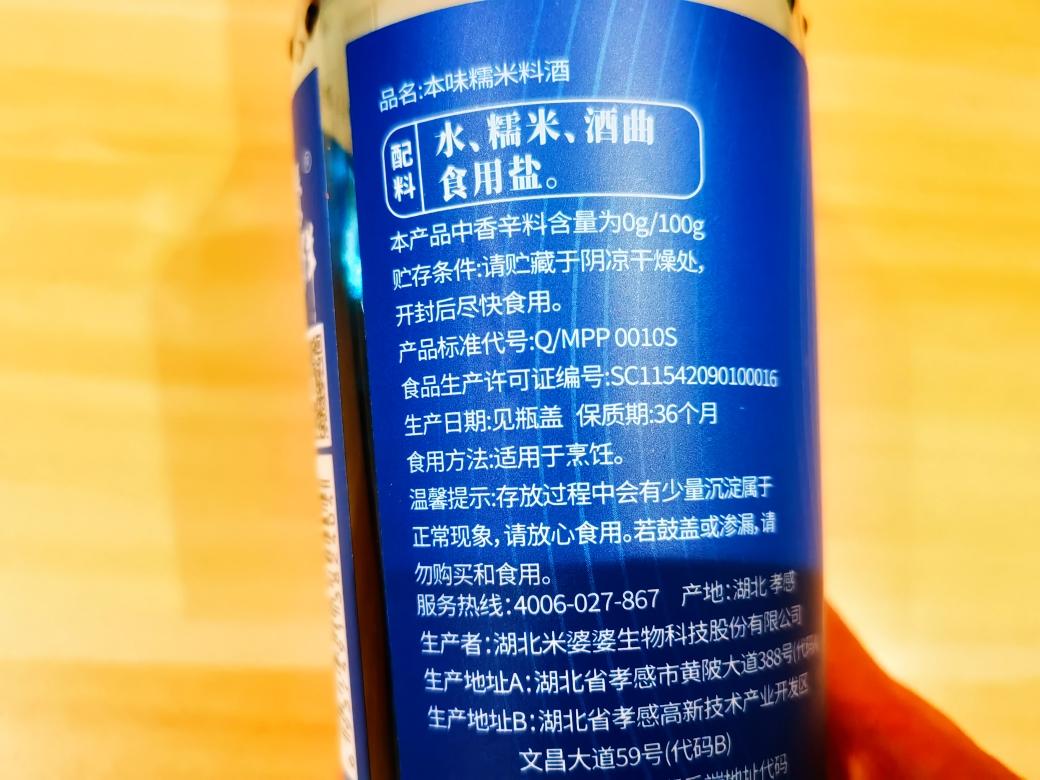 品名:本味糯米料酒
配料
水、糯米、酒曲
食用盐。
本产品中香辛料含量为0g/100g
贮存条件:请贮藏于阴凉干燥处,
开封后尽快食用。
产品标准代号:Q/MPP 0010S
食品生产许可证编号:SC11542090100016
生产日期:见瓶盖 保质期:36个月
食用方法:适用于烹饪。
温馨提示:存放过程中会有少量沉淀属于
正常现象,请放心食用。若鼓盖或渗漏,请
勿购买和食用。
服务热线:4006-027-867 产地:湖北 孝感
生产者:湖北米婆婆生物科技股份有限公司
生产地址A:湖北省孝感市黄陂大道388号(代码A
生产地址B:湖北省孝感高新技术产业开发区
文昌大道59号(代码B)
地址代码